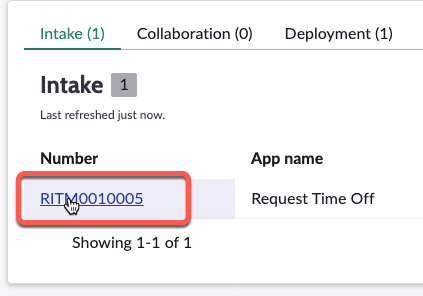 Intake (1) Collaboration (0) Deployment (1)
Intake 1
Last refreshed just now.
Number App name
RITM0010005 Request Time Off
Showing 1-1 of 1